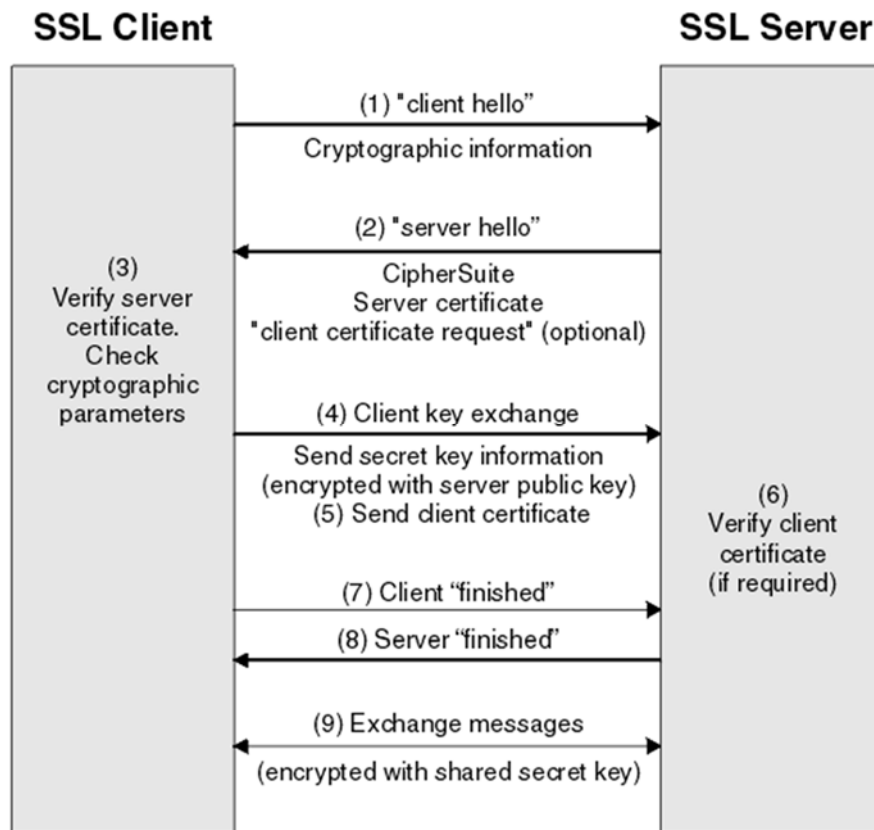 SSL Client
SSL Server
(1) "client hello”
Cryptographic information
(2) "server hello”
CipherSuite
Server certificate
"client certificate request" (optional)
(3)
Verify server
certificate.
Check
cryptographic
parameters
(4) Client key exchange
Send secret key information
(encrypted with server public key)
(5) Send client certificate
(6)
Verify client
certificate
(if required)
(7) Client “finished”
(8) Server “finished”
(9) Exchange messages
(encrypted with shared secret key)